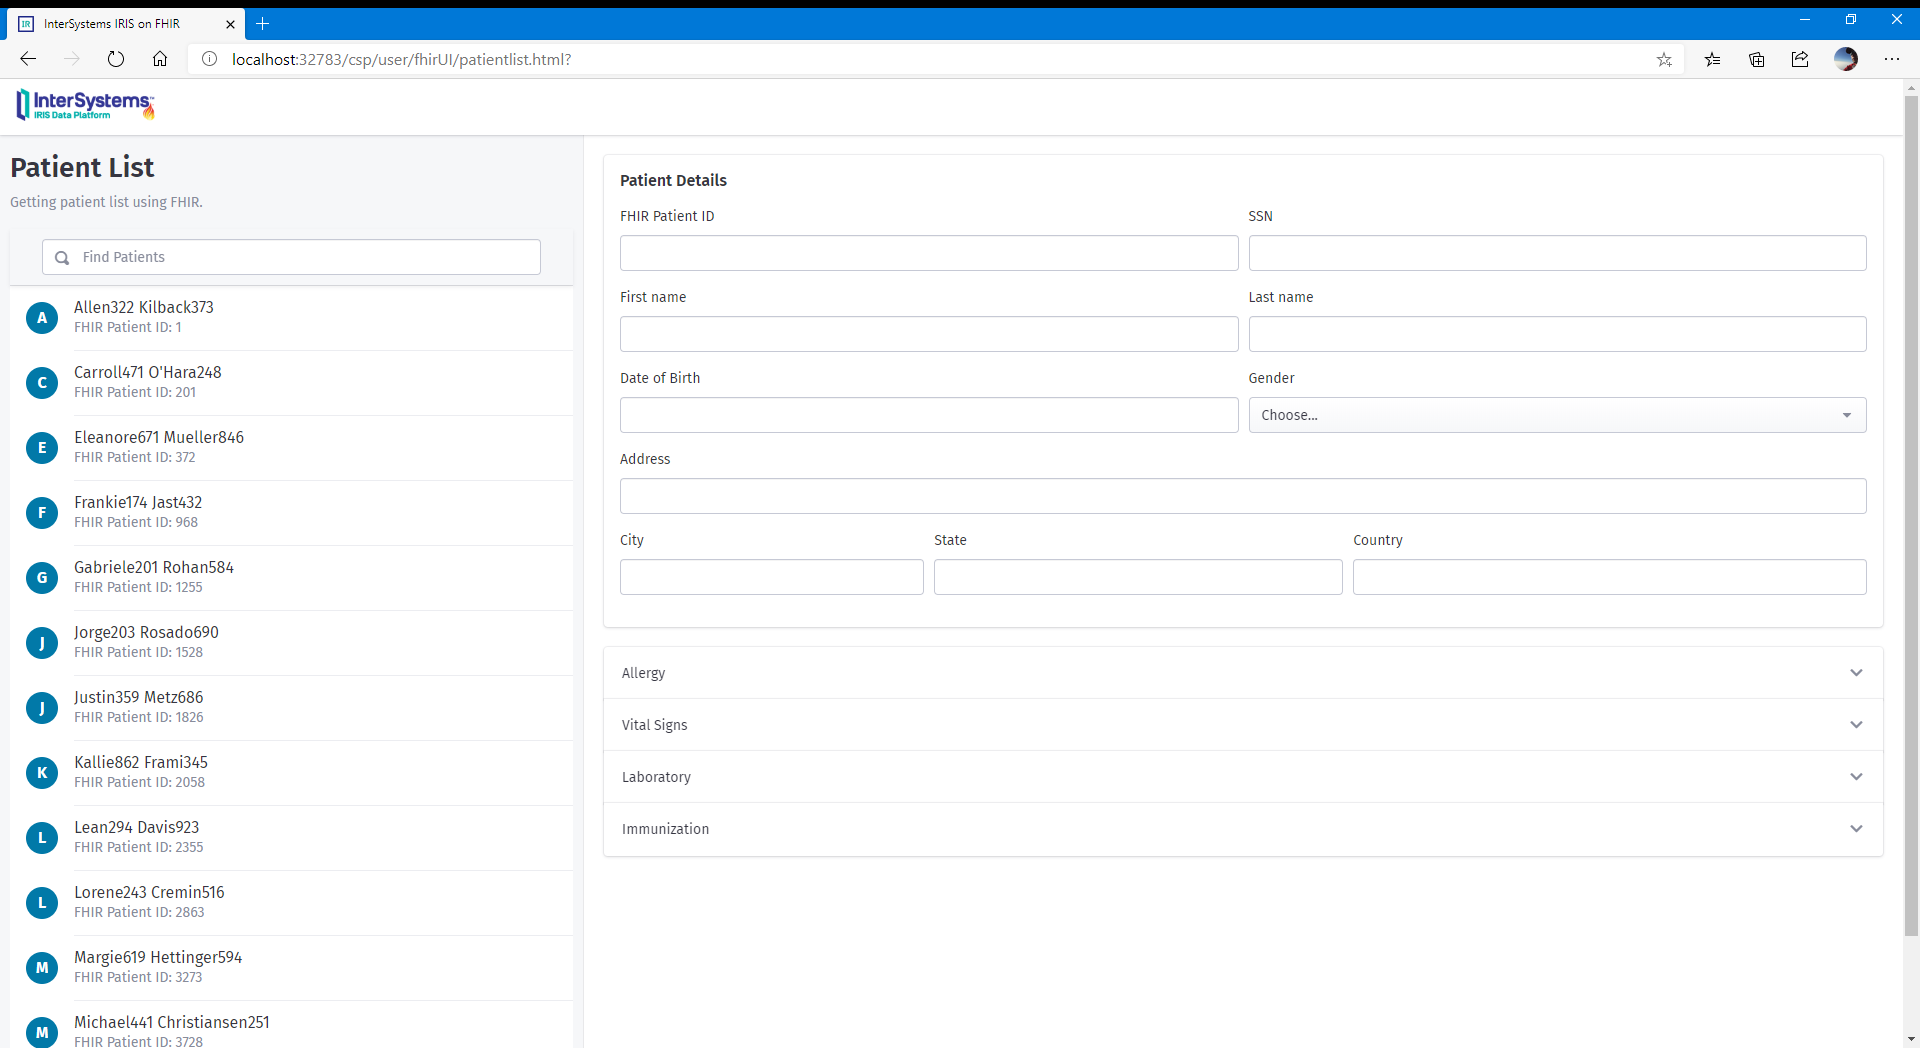 IR InterSystems IRIS on FHIR
localhost:32783/csp/user/fhirUI/patientlist.html?
InterSystems™
IRIS Data Platform
Patient List
Getting patient list using FHIR.
Find Patients
A
Allen322 Kilback373
FHIR Patient ID: 1
C
Carroll471 O'Hara248
FHIR Patient ID: 201
E
Eleanore671 Mueller846
FHIR Patient ID: 372
F
Frankie174 Jast432
FHIR Patient ID: 968
G
Gabriele201 Rohan584
FHIR Patient ID: 1255
J
Jorge203 Rosado690
FHIR Patient ID: 1528
J
Justin359 Metz686
FHIR Patient ID: 1826
K
Kallie862 Frami345
FHIR Patient ID: 2058
L
Lean294 Davis923
FHIR Patient ID: 2355
L
Lorene243 Cremin516
FHIR Patient ID: 2863
M
Margie619 Hettinger594
FHIR Patient ID: 3273
M
Michael441 Christiansen251
FHIR Patient ID: 3728
Patient Details
FHIR Patient ID SSN
First name Last name
Date of Birth Gender
Choose...
Address
City State Country
Allergy
Vital Signs
Laboratory
Immunization